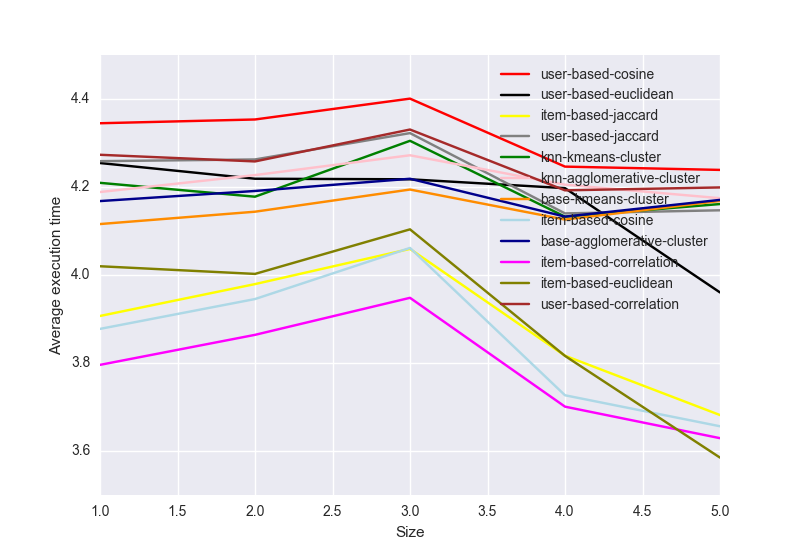 4.4
4.2
4.0
3.8
3.6
Average execution time
1.0 1.5 2.0 2.5 3.0 3.5 4.0 4.5 5.0
Size
user-based-cosine
user-based-euclidean
item-based-jaccard
user-based-jaccard
knn-kmeans-cluster
knn-agglomerative-cluster
base-kmeans-cluster
item-based-cosine
base-agglomerative-cluster
item-based-correlation
item-based-euclidean
user-based-correlation